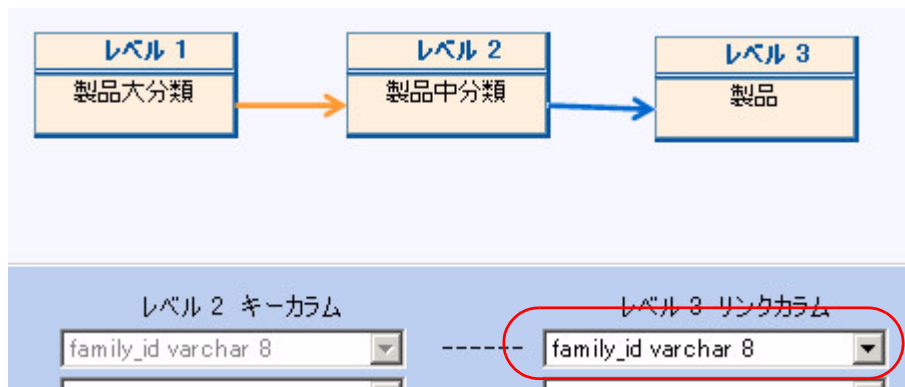 レベル 1
レベル 2
レベル 3
製品大分類
製品中分類
製品
レベル 2 キーカラム
レベル 3 リンクカラム
family_id varchar 8
family_id varchar 8